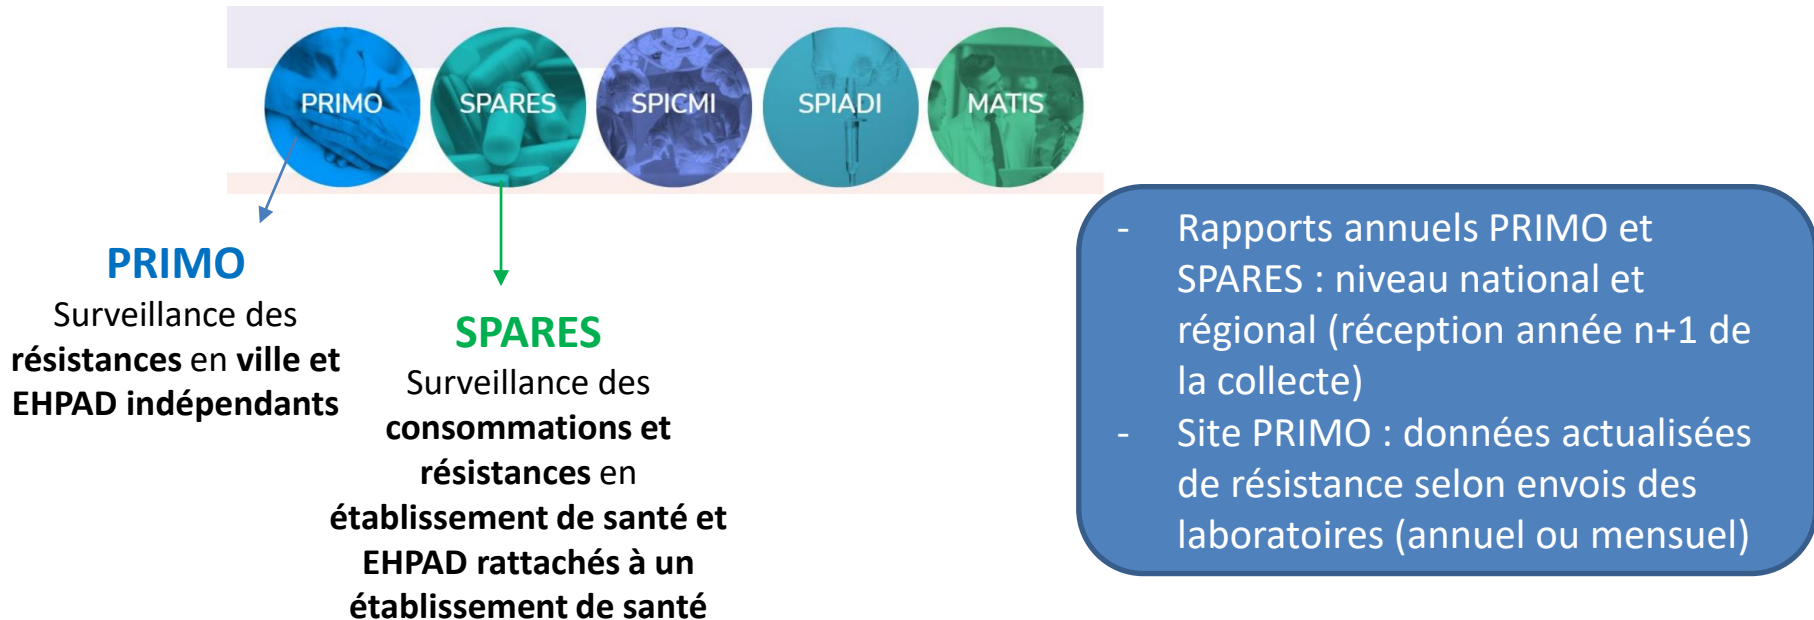 PRIMO
SPARES
SPICMI
SPIADI
MATIS
PRIMO
Surveillance des
résistances en ville et
EHPAD indépendants
SPARES
Surveillance des
consommations et
résistances en
établissement de santé et
EHPAD rattachés à un
établissement de santé
- Rapports annuels PRIMO et
SPARES : niveau national et
régional (réception année n+1 de
la collecte)
- Site PRIMO : données actualisées
de résistance selon envois des
laboratoires (annuel ou mensuel)